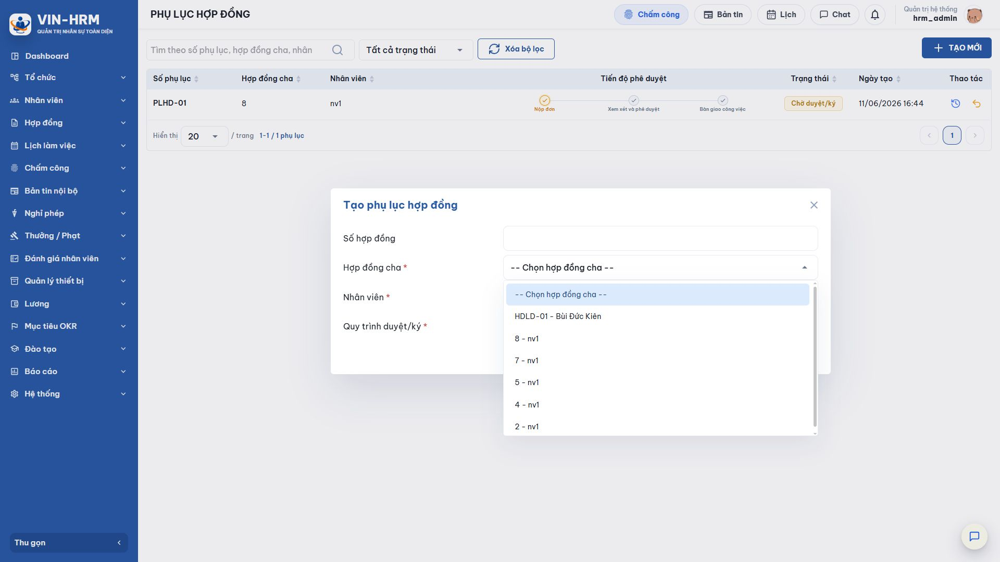 VIN-HRM
QUẢN TRỊ NHÂN SỰ TOÀN DIỆN
Dashboard
Tổ chức
Nhân viên
Hợp đồng
Lịch làm việc
Chấm công
Bản tin nội bộ
Nghỉ phép
Thưởng / Phạt
Đánh giá nhân viên
Quản lý thiết bị
Lương
Mục tiêu OKR
Đào tạo
Báo cáo
Hệ thống
Thu gọn
PHỤ LỤC HỢP ĐỒNG
Chấm công
Bản tin
Lịch
Chat
Quản trị hệ thống
hrm_admin
Tìm theo số phụ lục, hợp đồng cha, nhân
Tất cả trạng thái
Xóa bộ lọc
TẠO MỚI
Số phụ lục Hợp đồng cha Nhân viên Tiến độ phê duyệt Trạng thái Ngày tạo Thao tác
PLHD-01 8 nv1 Chờ duyệt/ký 11/06/2026 16:44
Nộp đơn Xem xét và phê duyệt Bàn giao công việc
Hiển thị 20 / trang 1-1 / 1 phụ lục 1
Tạo phụ lục hợp đồng
Số hợp đồng
Hợp đồng cha * -- Chọn hợp đồng cha --
Nhân viên *
Quy trình duyệt/ký *
-- Chọn hợp đồng cha --
HDLD-01 - Bùi Đức Kiên
8 - nv1
7 - nv1
5 - nv1
4 - nv1
2 - nv1